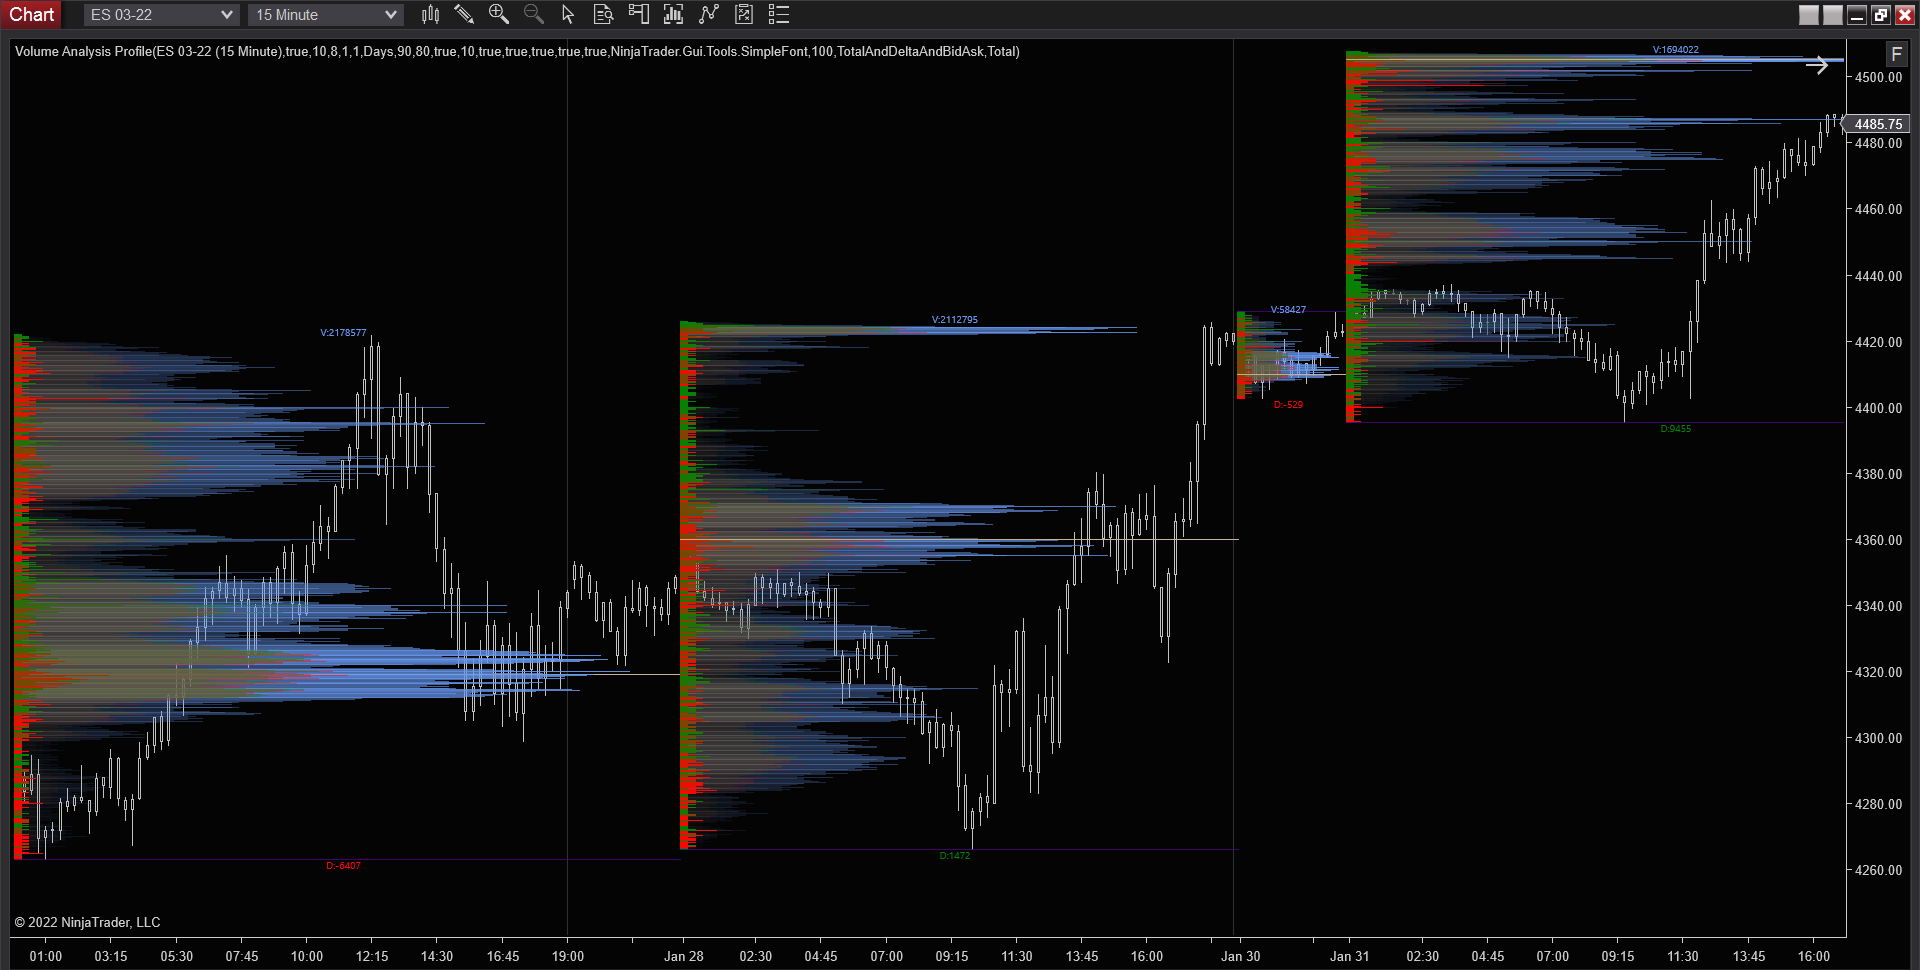 Chart ES 03-22 15 Minute
Volume Analysis Profile(ES 03-22 (15 Minute),true,10,8,1,1,Days,90,80,true,10,true,true,true,true,true,NinjaTrader.Gui.Tools.SimpleFont,100,TotalAndDeltaAndBidAsk,Total)
V:1694022
F
4500.00
4485.75
4480.00
4460.00
4440.00
V:58427
V:2112795
V:2178577
4420.00
D:-529
4400.00
D:9455
4380.00
4360.00
4340.00
4320.00
4300.00
4280.00
D:1472
D:-6407
4260.00
© 2022 NinjaTrader, LLC
01:00 03:15 05:30 07:45 10:00 12:15 14:30 16:45 19:00 Jan 28 02:30 04:45 07:00 09:15 11:30 13:45 16:00 Jan 30 Jan 31 02:30 04:45 07:00 09:15 11:30 13:45 16:00